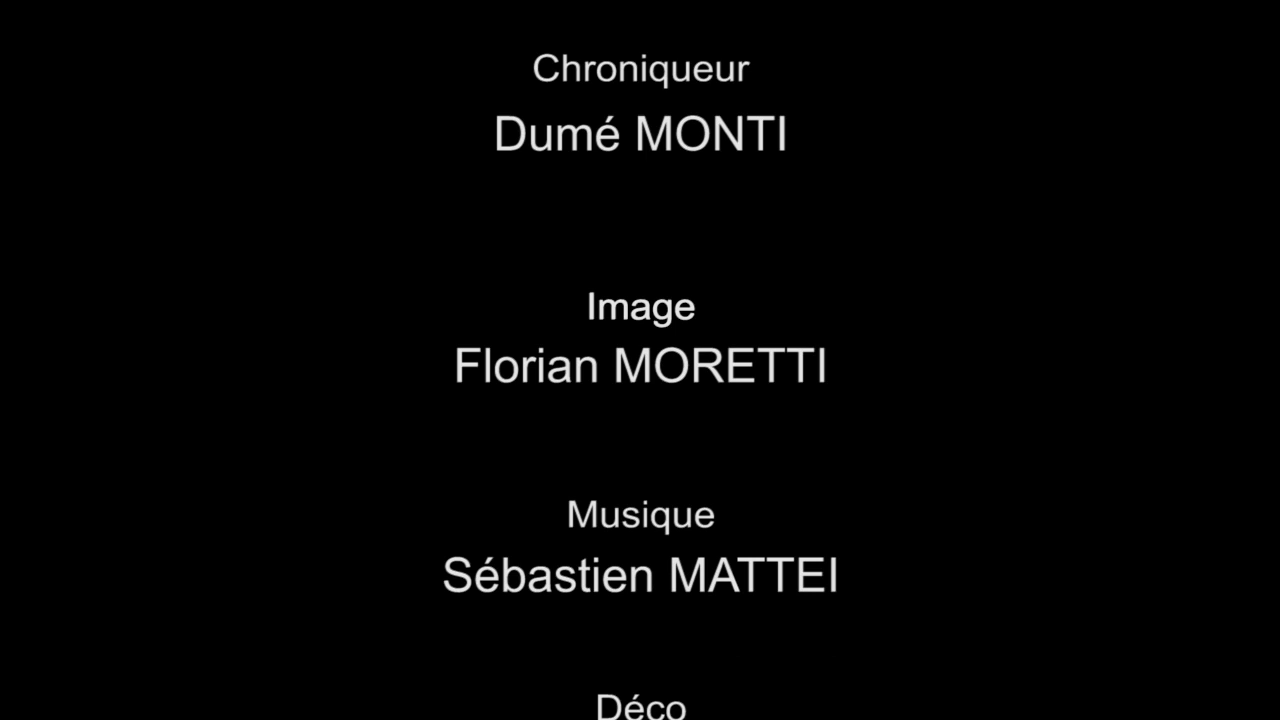 Chroniqueur
Dumé MONTI
Image
Florian MORETTI
Musique
Sébastien MATTEI
Déco